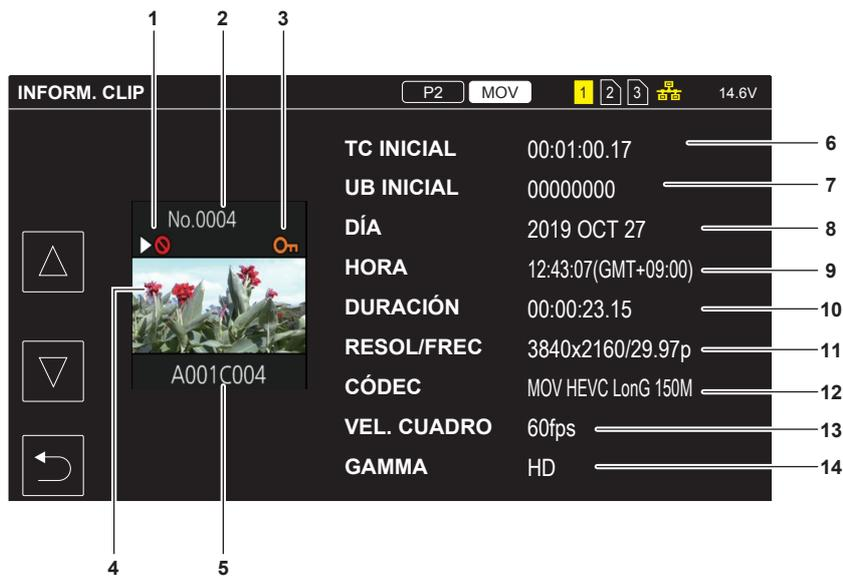 1 2 3
INFORM. CLIP P2 MOV 1 2 3 14.6V
TC INICIAL 00:01:00.17 6
UB INICIAL 00000000 7
No.0004
DÍA 2019 OCT 27 8
HORA 12:43:07(GMT+09:00) 9
4
DURACIÓN 00:00:23.15 10
RESOL/FREC 3840x2160/29.97p 11
A001C004
CÓDEC MOV HEVC LonG 150M 12
VEL. CUADRO 60fps 13
GAMMA HD 14
4 5